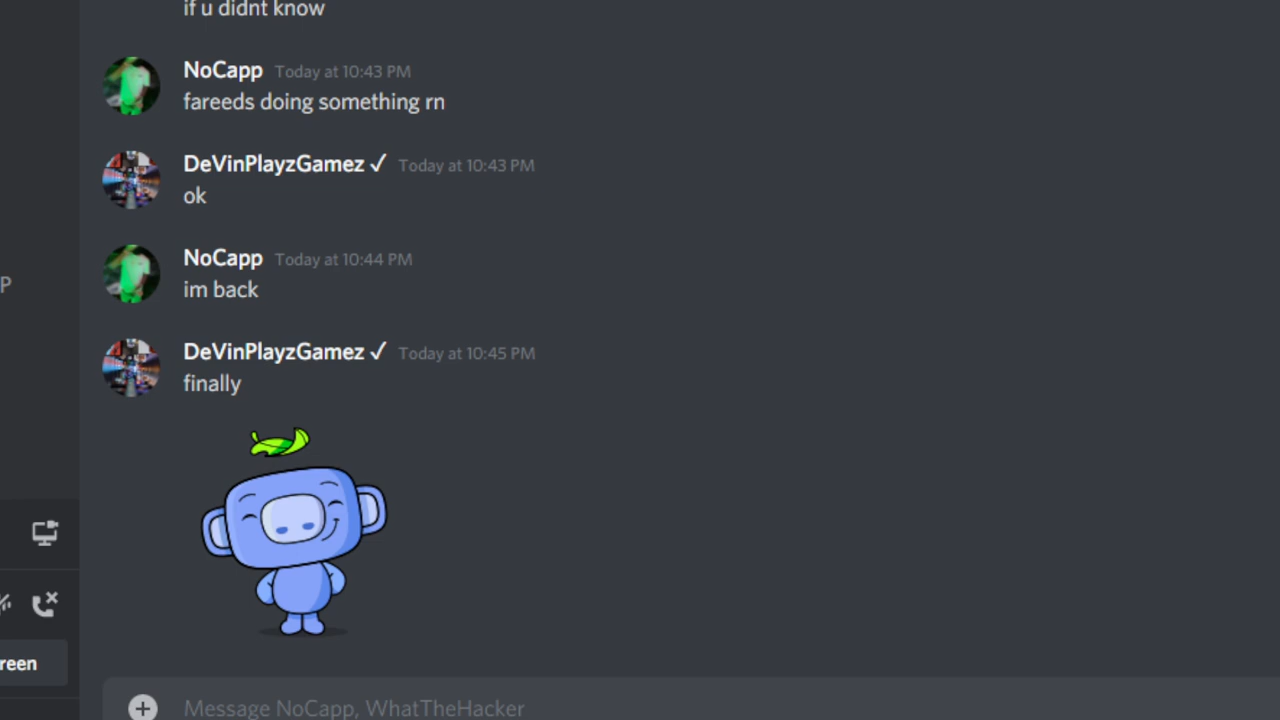 if u didnt know
NoCapp Today at 10:43 PM
fareeds doing something rn
DeVinPlayzGamez ✓ Today at 10:43 PM
ok
P
NoCapp Today at 10:44 PM
im back
DeVinPlayzGamez ✓ Today at 10:45 PM
finally
reen
Message NoCapp, WhatTheHacker